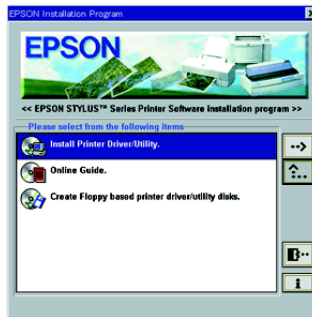 EPSON Installation Program
EPSON
<< EPSON STYLUS™ Series Printer Software installation program >>
Please select from the following items
Install Printer Driver/Utility.
Online Guide.
Create Floppy based printer driver/utility disks.